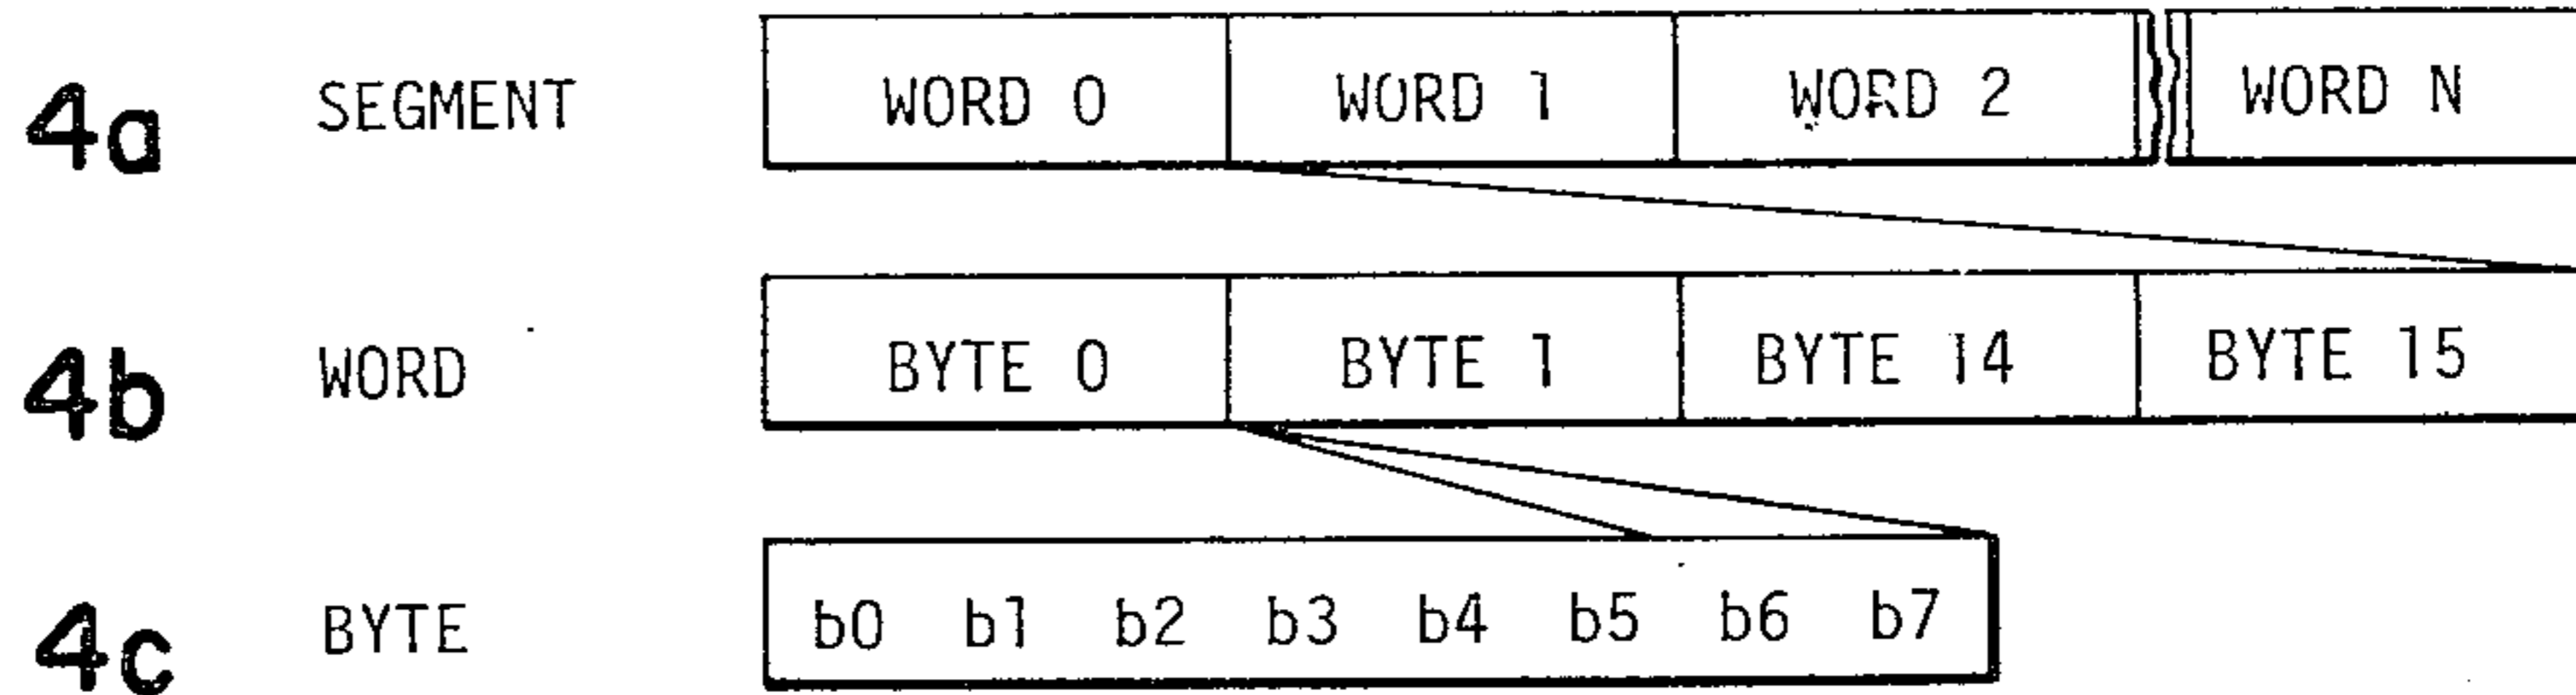 4a SEGMENT WORD 0 WORD 1 WORD 2 WORD N
4b WORD BYTE 0 BYTE 1 BYTE 14 BYTE 15
4c BYTE b0 b1 b2 b3 b4 b5 b6 b7